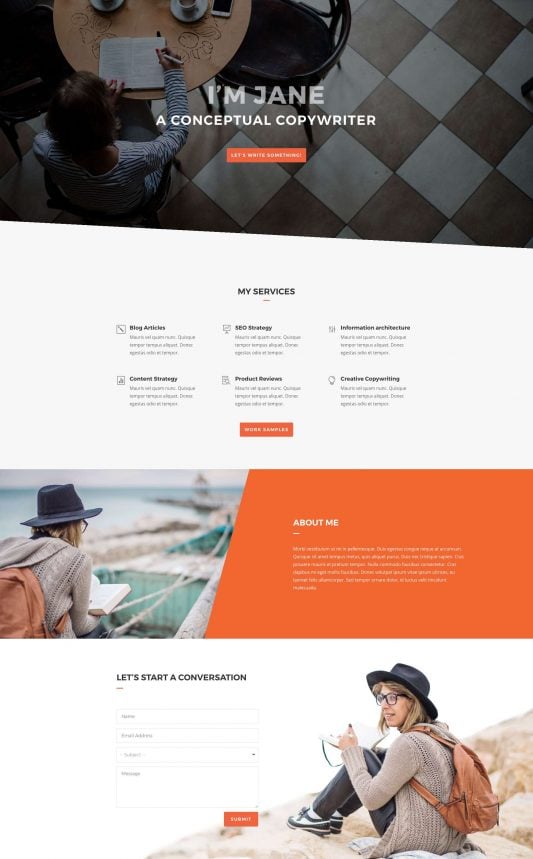 I'M JANE
A CONCEPTUAL COPYWRITER
LET'S WRITE SOMETHING!
MY SERVICES
Blog Articles
Mauris vel quam nunc. Quisque
tempor tempus aliquet. Donec
egestas odio et tempor.
SEO Strategy
Mauris vel quam nunc. Quisque
tempor tempus aliquet. Donec
egestas odio et tempor.
Information architecture
Mauris vel quam nunc. Quisque
tempor tempus aliquet. Donec
egestas odio et tempor.
Content Strategy
Mauris vel quam nunc. Quisque
tempor tempus aliquet. Donec
egestas odio et tempor.
Product Reviews
Mauris vel quam nunc. Quisque
tempor tempus aliquet. Donec
egestas odio et tempor.
Creative Copywriting
Mauris vel quam nunc. Quisque
tempor tempus aliquet. Donec
egestas odio et tempor.
WORK SAMPLES
ABOUT ME
Morbi vestibulum at mi in pellentesque. Duis egestas congue neque at accumsan.
Quisque id amet tempus metus, quis aliquet purus. Duis nec tristique sapien. Cras
posuere mauris et pretium tempor. Nulla commodo faucibus consectetur. Cras
dapibus mi eget mattis faucibus. Donec volutpat ipsum vitae ipsum ultrices, eu
laoreet felis ullamcorper. Sed tempor ornare dolor, id luctus velit tincidunt
malesuada.
LET'S START A CONVERSATION
Name
Email Address
-- Subject --
Message
SUBMIT